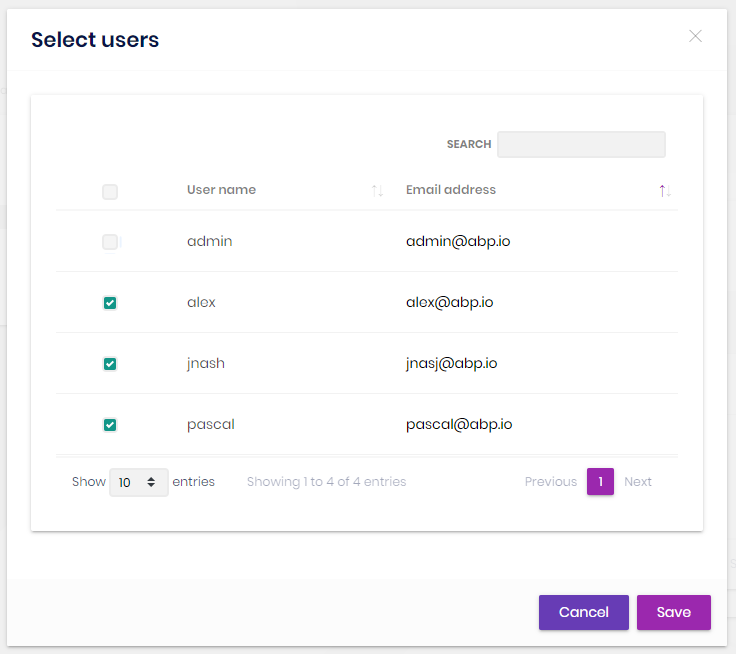 Select users
SEARCH
User name Email address
admin admin@abp.io
alex alex@abp.io
jnash jnasj@abp.io
pascal pascal@abp.io
Show 10 entries Showing 1 to 4 of 4 entries Previous 1 Next
Cancel Save